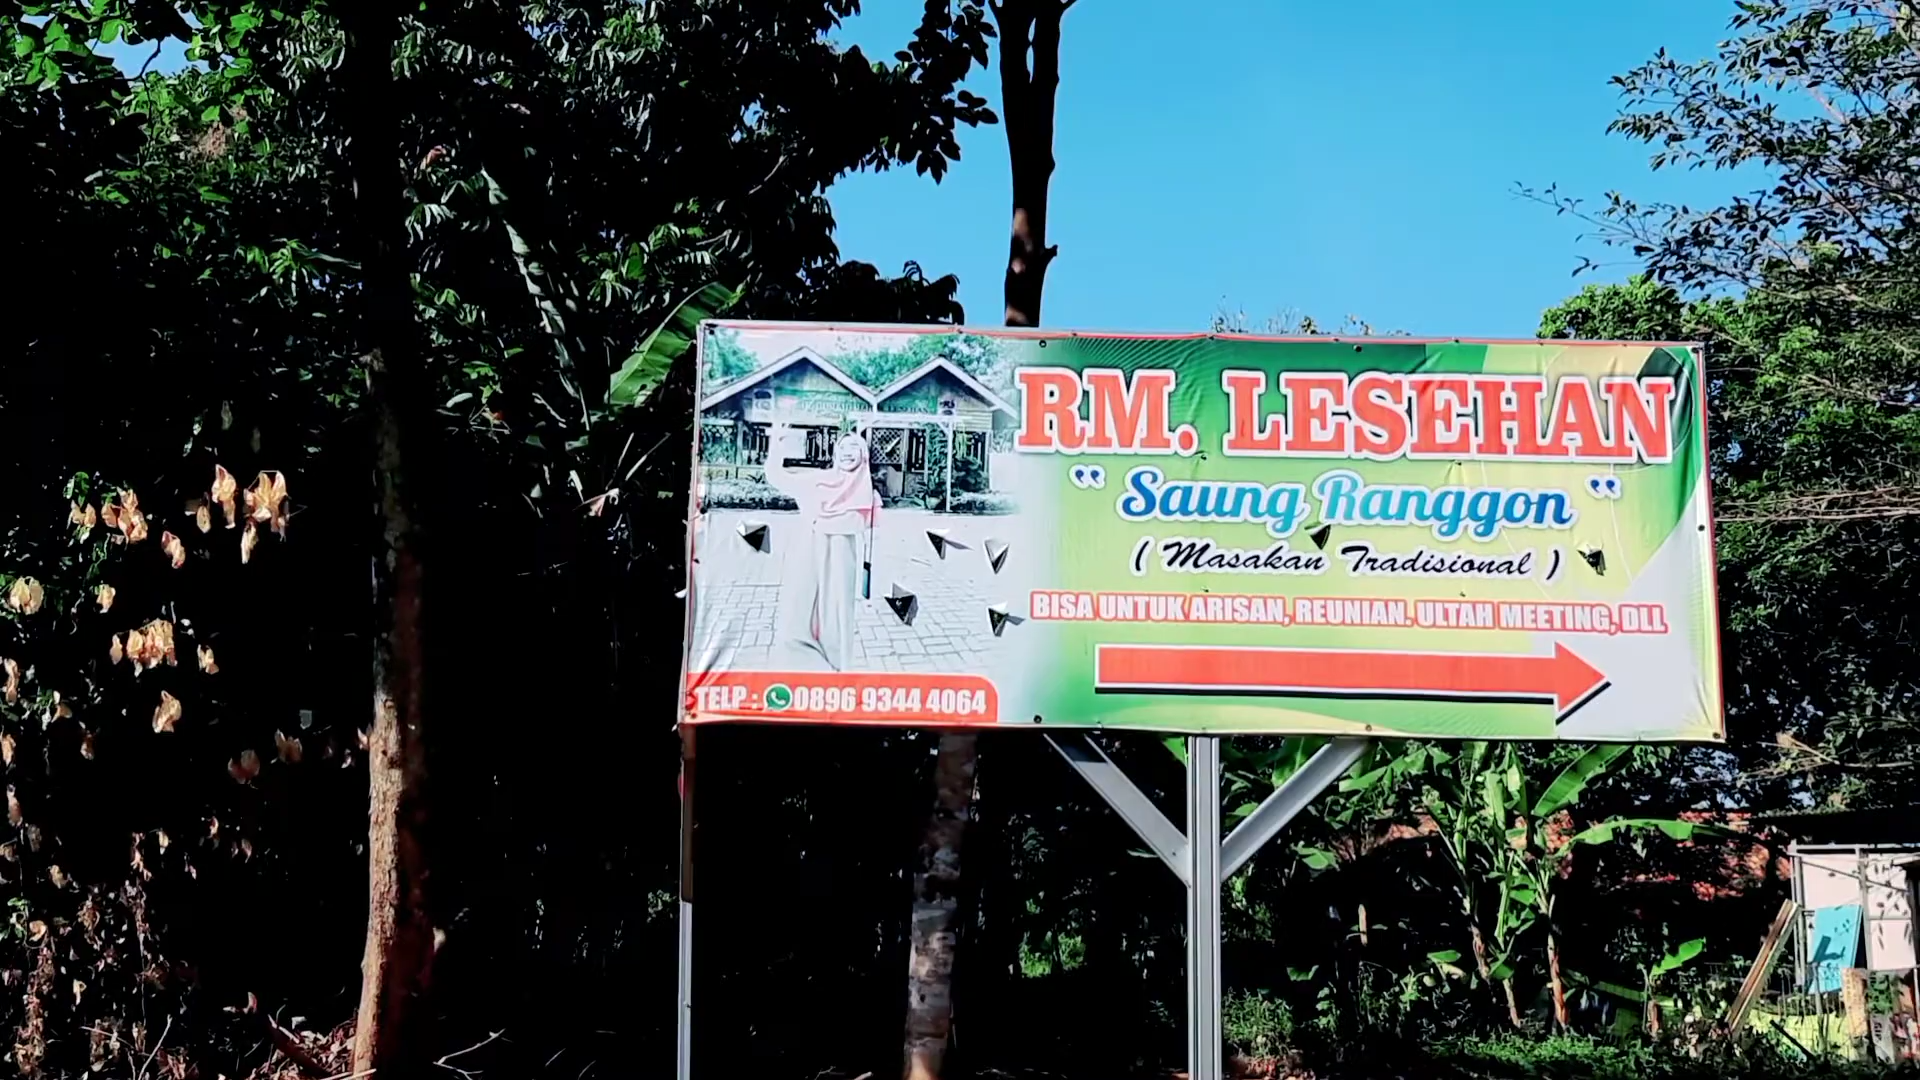 RM. LESEHAN
" Saung Ranggon "
( Masakan Tradisional )
BISA UNTUK ARISAN, REUNIAN. ULTAH MEETING, DLL
TELP : 0896 9344 4064